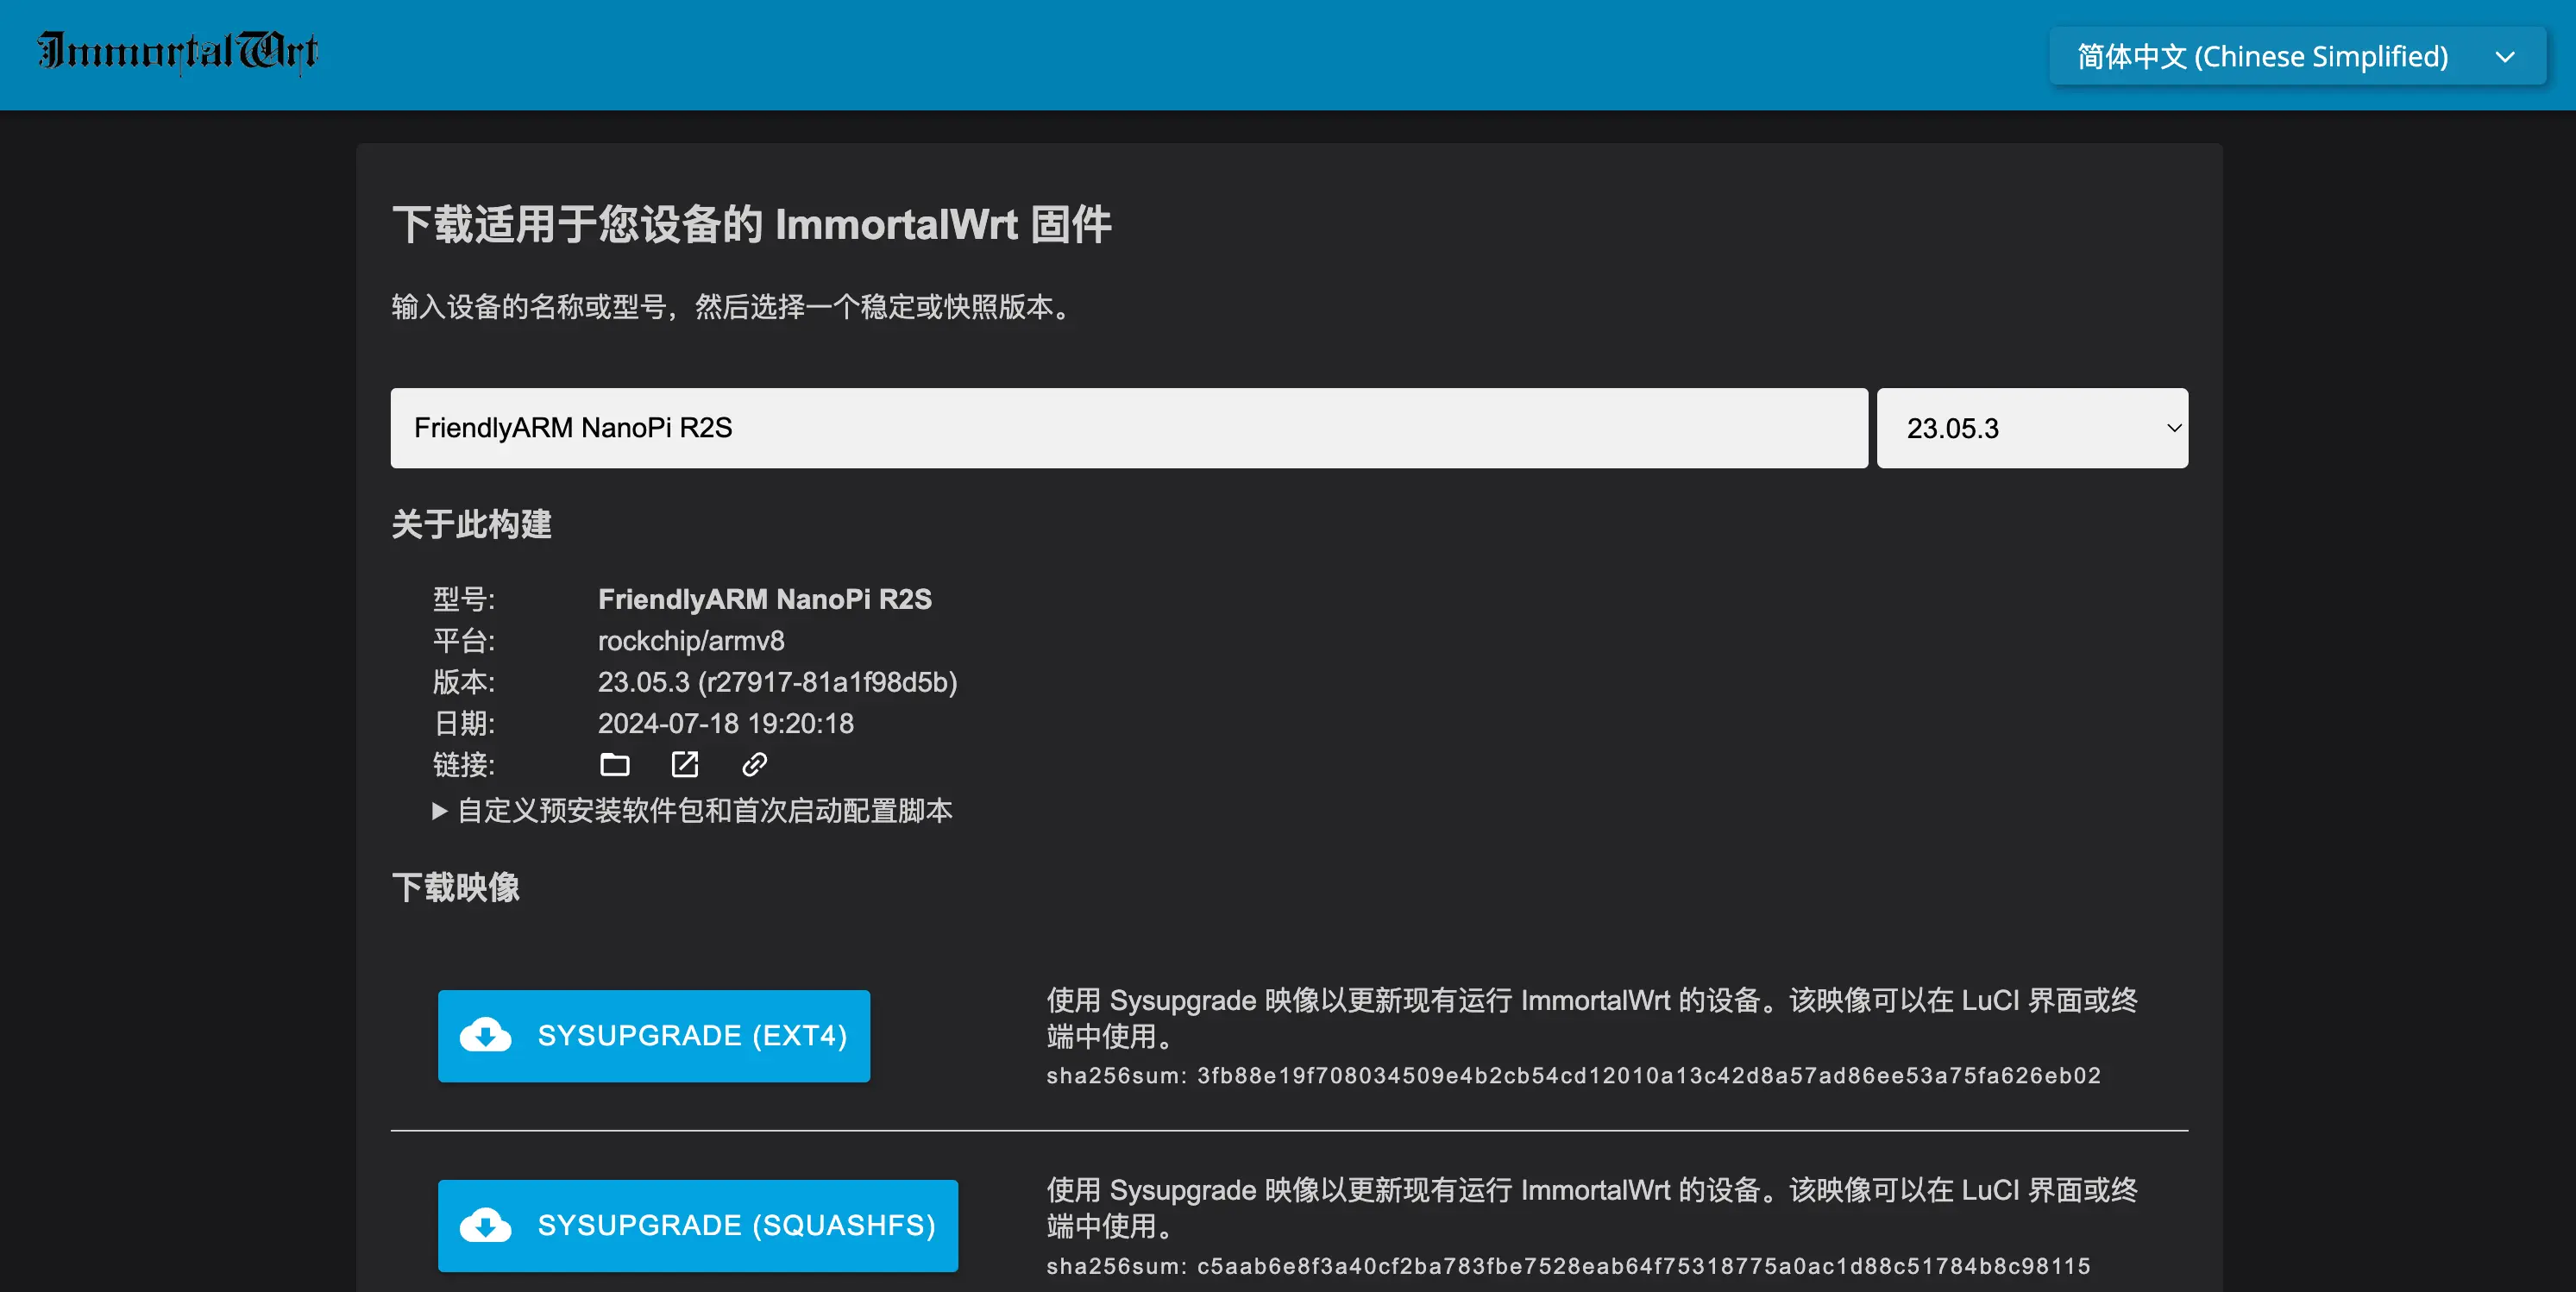 ImmortalWrt
简体中文 (Chinese Simplified)
下载适用于您设备的 ImmortalWrt 固件
输入设备的名称或型号，然后选择一个稳定或快照版本。
FriendlyARM NanoPi R2S
23.05.3
关于此构建
型号: FriendlyARM NanoPi R2S
平台: rockchip/armv8
版本: 23.05.3 (r27917-81a1f98d5b)
日期: 2024-07-18 19:20:18
链接:
自定义预安装软件包和首次启动配置脚本
下载映像
SYSUPGRADE (EXT4)
使用 Sysupgrade 映像以更新现有运行 ImmortalWrt 的设备。该映像可以在 LuCI 界面或终
端中使用。
sha256sum: 3fb88e19f708034509e4b2cb54cd12010a13c42d8a57ad86ee53a75fa626eb02
SYSUPGRADE (SQUASHFS)
使用 Sysupgrade 映像以更新现有运行 ImmortalWrt 的设备。该映像可以在 LuCI 界面或终
端中使用。
sha256sum: c5aab6e8f3a40cf2ba783fbe7528eab64f75318775a0ac1d88c51784b8c98115